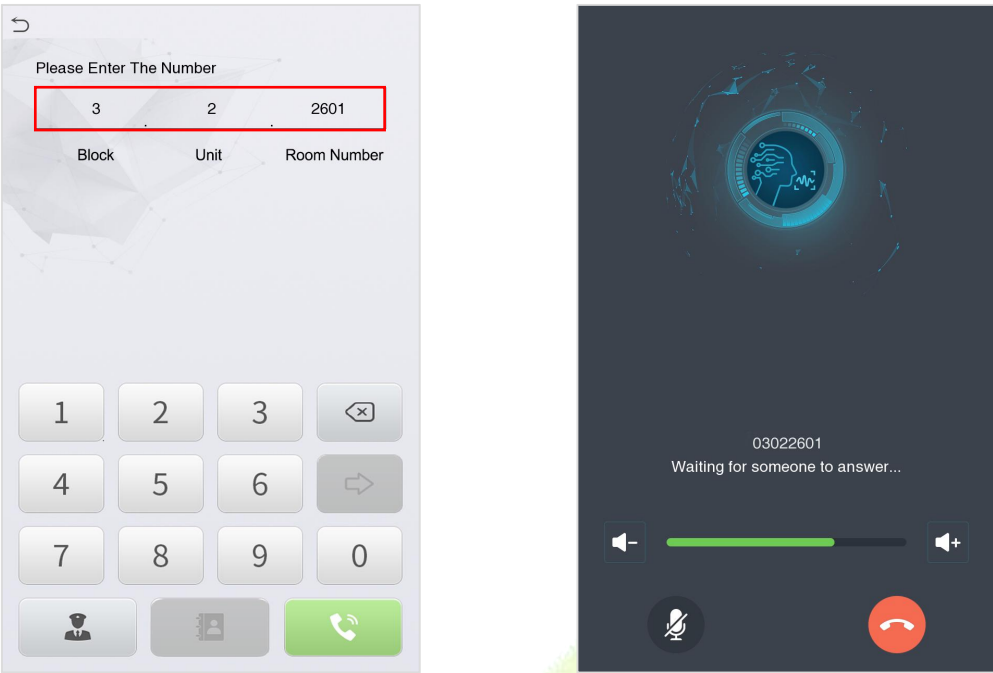 Please Enter The Number
3 . 2 . 2601
Block Unit Room Number
1 2 3
4 5 6
7 8 9 0
03022601
Waiting for someone to answer...